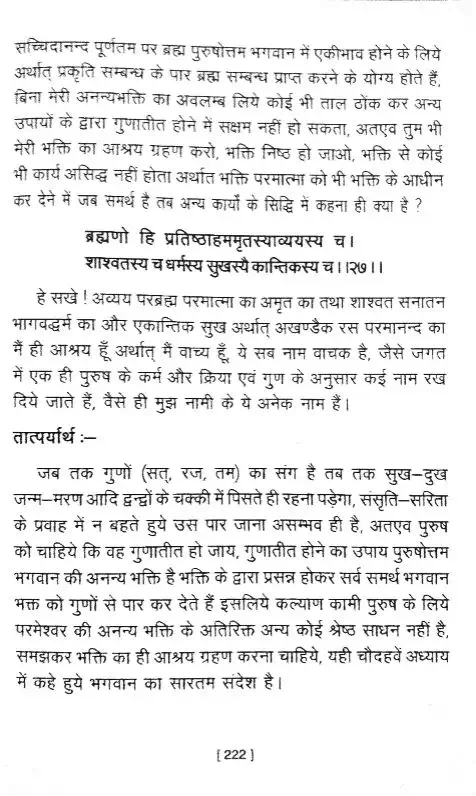 सच्चिदानन्द पूर्णतम पर ब्रह्म पुरुषोत्तम भगवान में एकीभाव होने के लिये
अर्थात् प्रकृति सम्बन्ध के पार ब्रह्म सम्बन्ध प्राप्त करने के योग्य होते हैं,
बिना मेरी अनन्यभक्ति का अवलम्ब लिये कोई भी ताल ठोंक कर अन्य
उपायों के द्वारा गुणातीत होने में सक्षम नहीं हो सकता, अतएव तुम भी
मेरी भक्ति का आश्रय ग्रहण करो, भक्ति निष्ठ हो जाओ, भक्ति से कोई
भी कार्य असिद्ध नहीं होता अर्थात भक्ति परमात्मा को भी भक्ति के आधीन
कर देने में जब समर्थ है तब अन्य कार्यो के सिद्धि में कहना ही क्या है ?
ब्रह्मणो हि प्रतिष्ठाहममृतस्याव्ययस्य च।
शाश्वतस्य च धर्मस्य सुखस्यैकान्तिकस्य च।।२७।।
हे सखे ! अव्यय परब्रह्म परमात्मा का अमृत का तथा शाश्वत सनातन
भागवद्धर्म का और एकान्तिक सुख अर्थात् अखण्डैक रस परमानन्द का
मैं ही आश्रय हूँ अर्थात् मैं वाच्य हूँ, ये सब नाम वाचक है, जैसे जगत
में एक ही पुरुष के कर्म और क्रिया एवं गुण के अनुसार कई नाम रख
दिये जाते हैं, वैसे ही मुझ नामी के ये अनेक नाम हैं।
तात्पर्यार्थ :–
जब तक गुणों (सत्, रज, तम) का संग है तब तक सुख–दुख
जन्म–मरण आदि द्वन्द्वों के चक्की में पिसते ही रहना पड़ेगा, संसृति–सरिता
के प्रवाह में न बहते हुये उस पार जाना असम्भव ही है, अतएव पुरुष
को चाहिये कि वह गुणातीत हो जाय, गुणातीत होने का उपाय पुरुषोत्तम
भगवान की अनन्य भक्ति है भक्ति के द्वारा प्रसन्न होकर सर्व समर्थ भगवान
भक्त को गुणों से पार कर देते हैं इसलिये कल्याण कामी पुरुष के लिये
परमेश्वर की अनन्य भक्ति के अतिरिक्त अन्य कोई श्रेष्ठ साधन नहीं है,
समझकर भक्ति का ही आश्रय ग्रहण करना चाहिये, यही चौदहवें अध्याय
में कहे हुये भगवान का सारतम संदेश है।
[ 222 ]